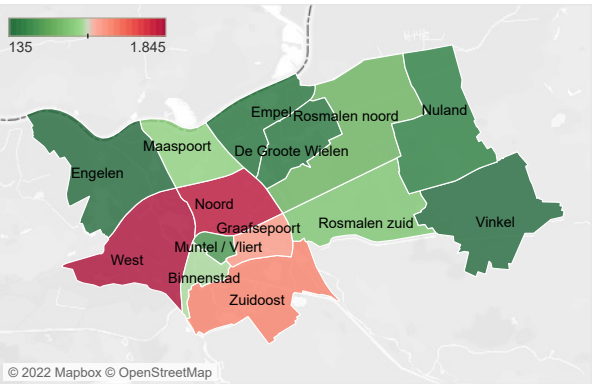 135
1.845
Empel
Rosmalen noord
Nuland
Maaspoort
De Groote Wielen
Engelen
Noord
Graafsepoort
Rosmalen zuid
Vinkel
Muntel / Vliert
West
Binnenstad
Zuidoost
© 2022 Mapbox © OpenStreetMap